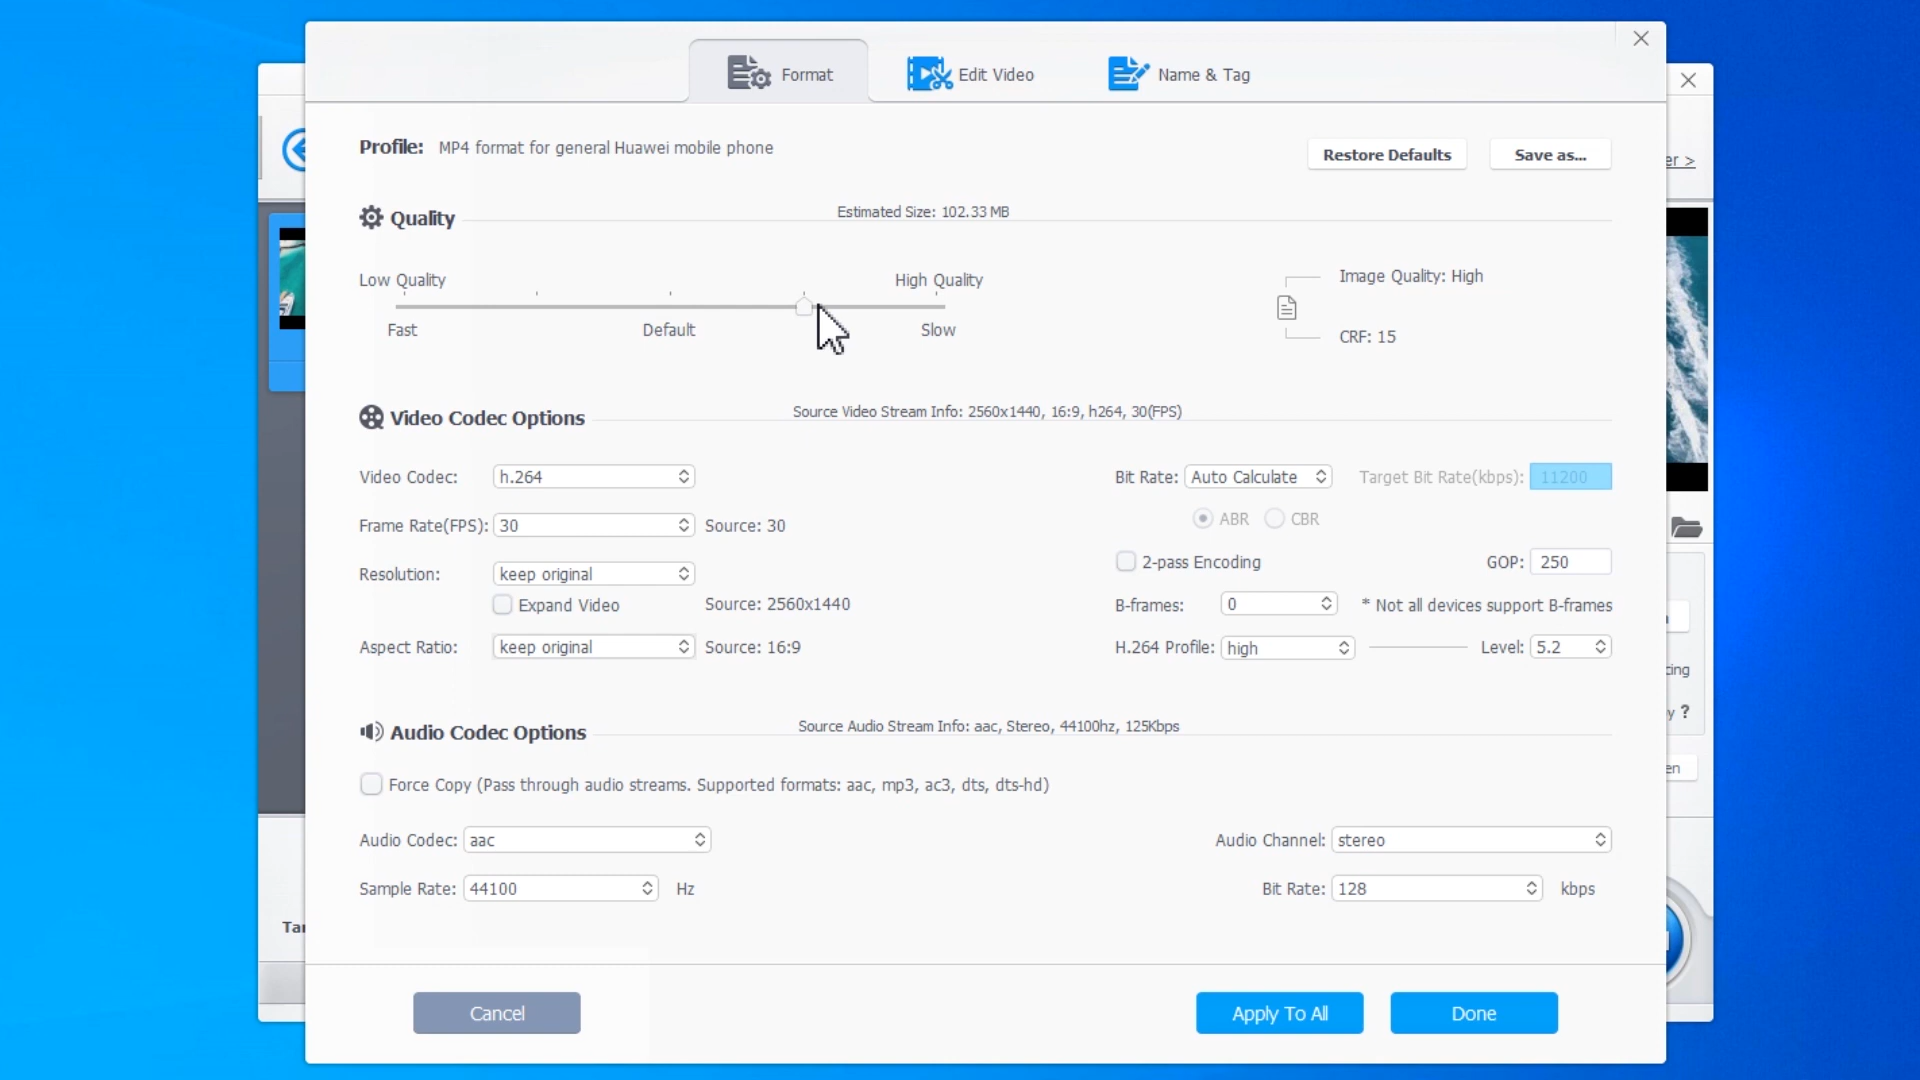 Format
Edit Video
Name & Tag
Profile: MP4 format for general Huawei mobile phone
Restore Defaults
Save as...
er >
Quality
Estimated Size: 102.33 MB
Low Quality
High Quality
Fast
Default
Slow
Image Quality: High
CRF: 15
Video Codec Options
Source Video Stream Info: 2560x1440, 16:9, h264, 30(FPS)
Video Codec: h.264
Bit Rate: Auto Calculate
Target Bit Rate(kbps): 11200
ABR
CBR
Frame Rate(FPS): 30
Source: 30
2-pass Encoding
GOP: 250
Resolution: keep original
Expand Video
Source: 2560x1440
B-frames: 0
* Not all devices support B-frames
Aspect Ratio: keep original
Source: 16:9
H.264 Profile: high
Level: 5.2
cing
y ?
Audio Codec Options
Source Audio Stream Info: aac, Stereo, 44100hz, 125Kbps
en
Force Copy (Pass through audio streams. Supported formats: aac, mp3, ac3, dts, dts-hd)
Audio Codec: aac
Audio Channel: stereo
Sample Rate: 44100 Hz
Bit Rate: 128 kbps
Tar
Cancel
Apply To All
Done